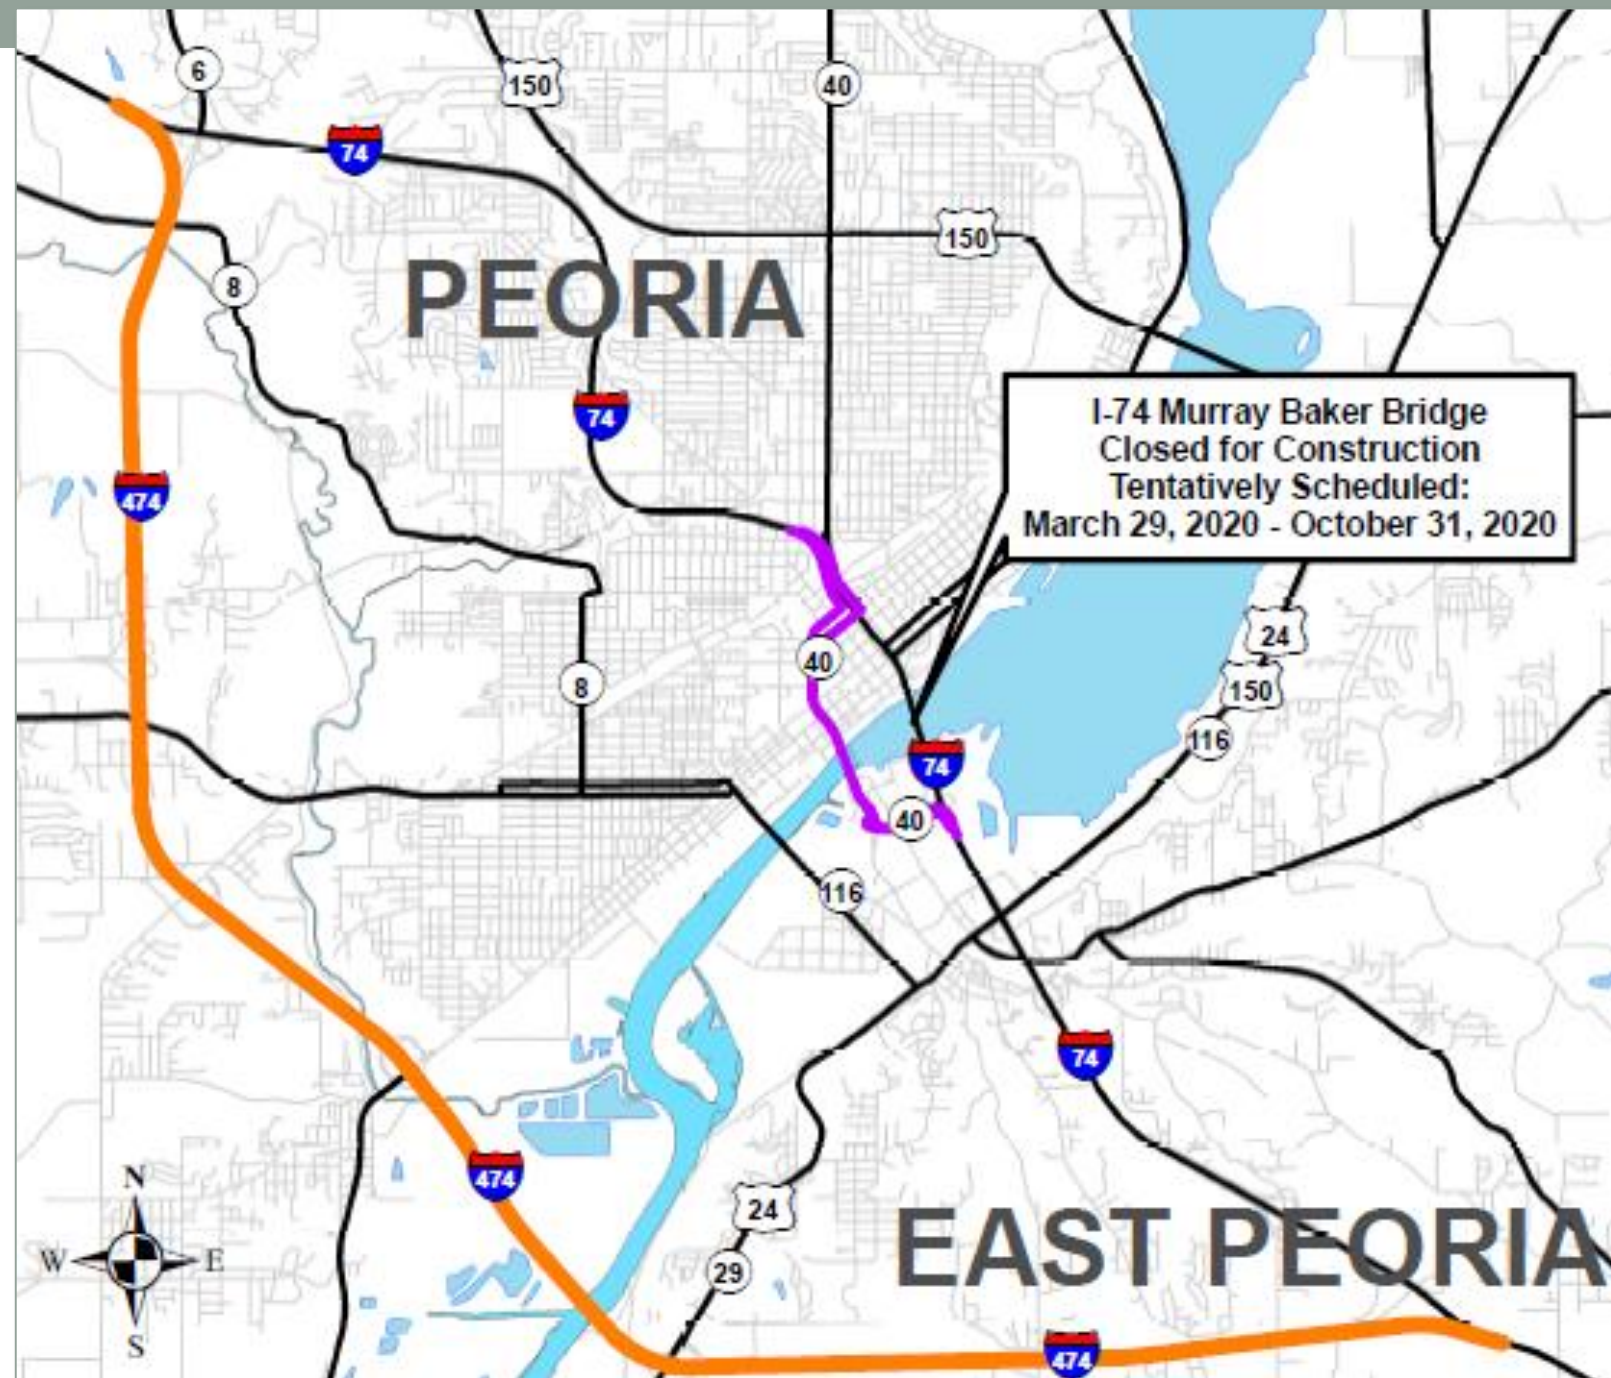 6
150
40
74
150
PEORIA
8
I-74 Murray Baker Bridge
Closed for Construction
Tentatively Scheduled:
March 29, 2020 - October 31, 2020
74
474
24
40
150
8
116
74
40
116
74
474
N
W
E
S
24
EAST PEORIA
29
474